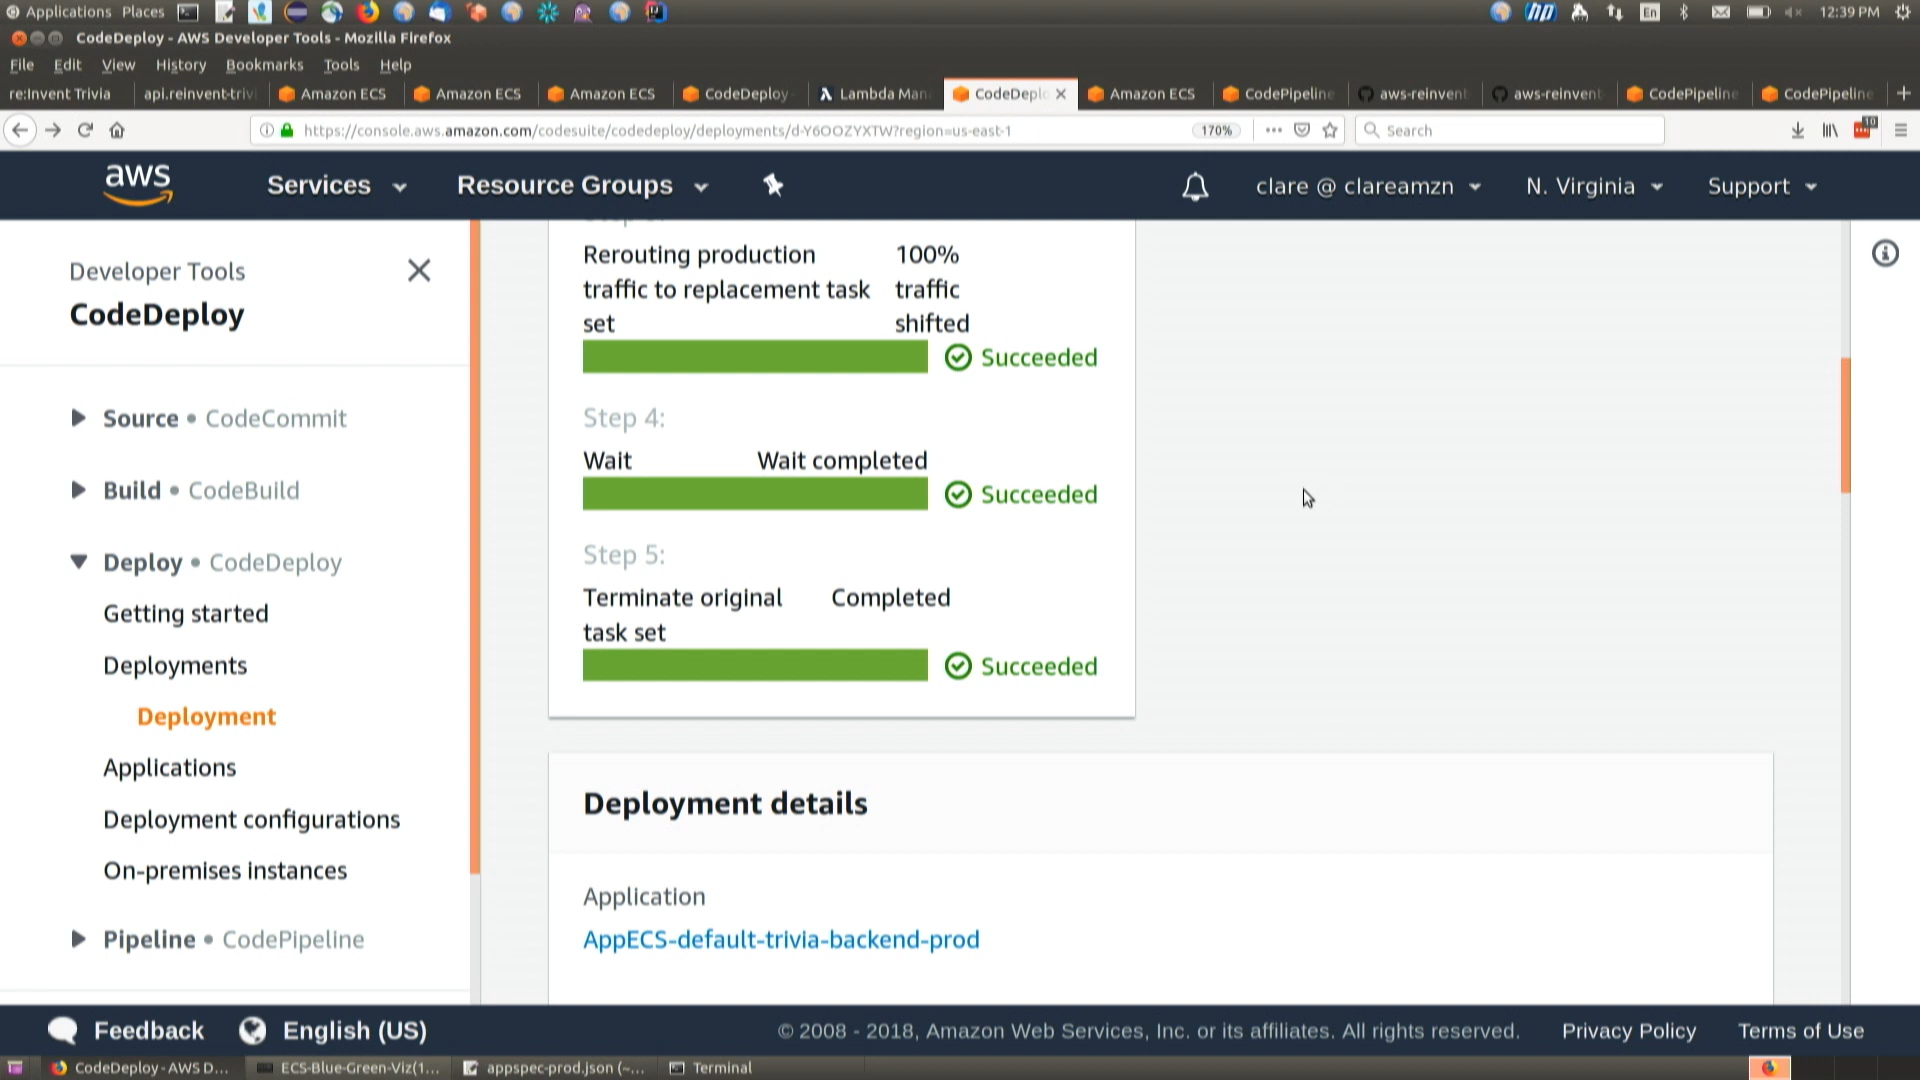 Applications Places
En
12:39 PM
CodeDeploy - AWS Developer Tools - Mozilla Firefox
File Edit View History Bookmarks Tools Help
re:Invent Trivia
api.reinvent-trivi
Amazon ECS
Amazon ECS
Amazon ECS
CodeDeploy
Lambda Man
CodeDeplo
Amazon ECS
CodePipeline
aws-reinvent
aws-reinvent
CodePipeline
CodePipeline
https://console.aws.amazon.com/codesuite/codedeploy/deployments/d-Y6OOZYXTW?region=us-east-1
170%
Search
10
aws
Services
Resource Groups
clare @ clareamzn
N. Virginia
Support
Developer Tools
CodeDeploy
Source • CodeCommit
Build • CodeBuild
Deploy • CodeDeploy
Getting started
Deployments
Deployment
Applications
Deployment configurations
On-premises instances
Pipeline • CodePipeline
Rerouting production
traffic to replacement task
set
100%
traffic
shifted
Succeeded
Step 4:
Wait
Wait completed
Succeeded
Step 5:
Terminate original
task set
Completed
Succeeded
Deployment details
Application
AppECS-default-trivia-backend-prod
Feedback
English (US)
© 2008 - 2018, Amazon Web Services, Inc. or its affiliates. All rights reserved.
Privacy Policy
Terms of Use
CodeDeploy - AWS D...
ECS-Blue-Green-Viz(1...
appspec-prod.json (~...
Terminal